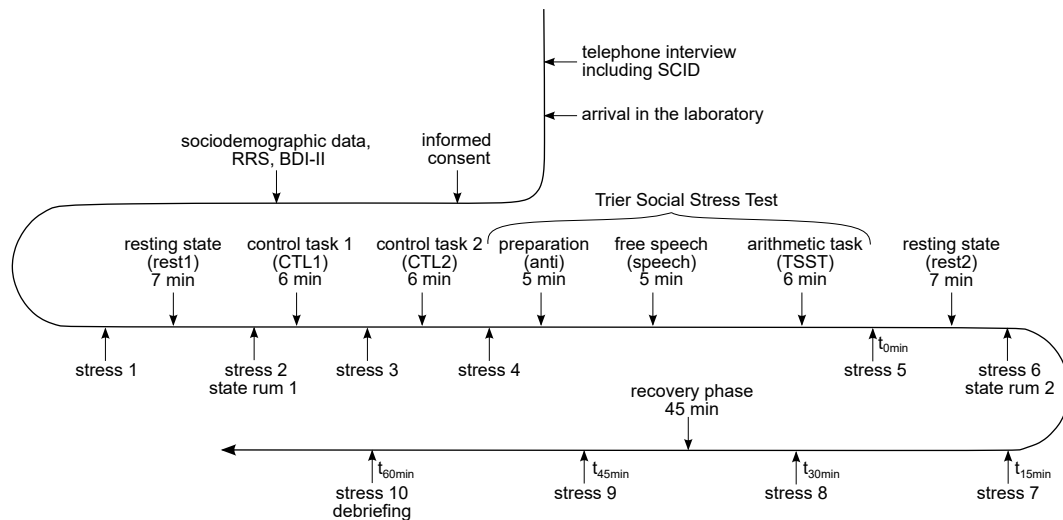 telephone interview
including SCID
arrival in the laboratory
sociodemographic data,
RRS, BDI-II
informed
consent
Trier Social Stress Test
resting state
(rest1)
7 min
control task 1
(CTL1)
6 min
control task 2
(CTL2)
6 min
preparation
(anti)
5 min
free speech
(speech)
5 min
arithmetic task
(TSST)
6 min
resting state
(rest2)
7 min
stress 1
stress 2
state rum 1
stress 3
stress 4
t0min
stress 5
stress 6
state rum 2
recovery phase
45 min
t60min
stress 10
debriefing
t45min
stress 9
t30min
stress 8
t15min
stress 7